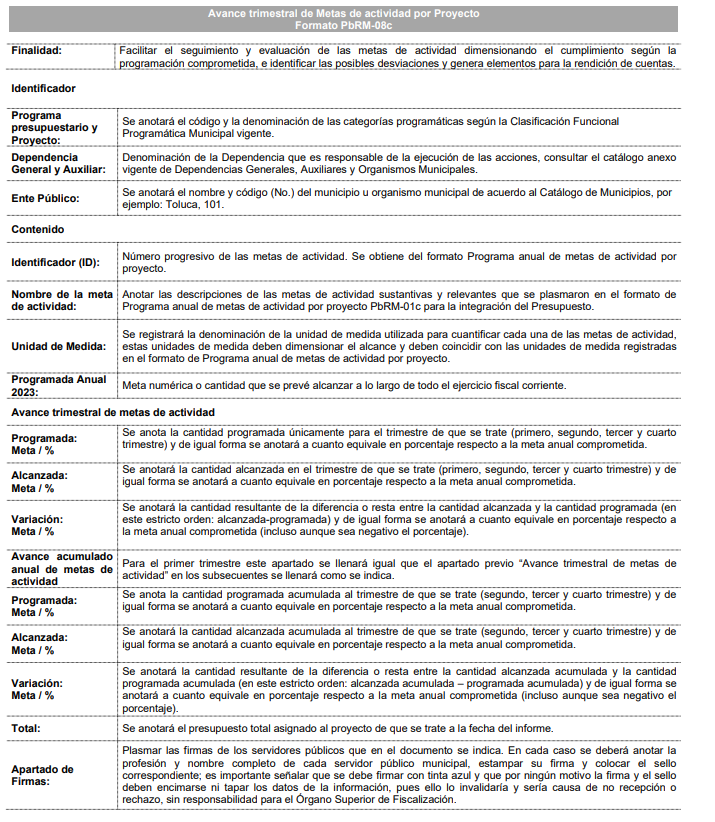 Avance trimestral de Metas de actividad por Proyecto
Formato PbRM-08c
Finalidad:
Facilitar el seguimiento y evaluación de las metas de actividad dimensionando el cumplimiento según la
programación comprometida, e identificar las posibles desviaciones y genera elementos para la rendición de cuentas.
Identificador
Programa
presupuestario y
Proyecto:
Se anotará el código y la denominación de las categorías programáticas según la Clasificación Funcional
Programática Municipal vigente.
Dependencia
General y Auxiliar:
Denominación de la Dependencia que es responsable de la ejecución de las acciones, consultar el catálogo anexo
vigente de Dependencias Generales, Auxiliares y Organismos Municipales.
Ente Público:
Se anotará el nombre y código (No.) del municipio u organismo municipal de acuerdo al Catálogo de Municipios, por
ejemplo: Toluca, 101.
Contenido
Identificador (ID):
Número progresivo de las metas de actividad. Se obtiene del formato Programa anual de metas de actividad por
proyecto.
Nombre de la meta
de actividad:
Anotar las descripciones de las metas de actividad sustantivas y relevantes que se plasmaron en el formato de
Programa anual de metas de actividad por proyecto PbRM-01c para la integración del Presupuesto.
Unidad de Medida:
Se registrará la denominación de la unidad de medida utilizada para cuantificar cada una de las metas de actividad,
estas unidades de medida deben dimensionar el alcance y deben coincidir con las unidades de medida registradas
en el formato de Programa anual de metas de actividad por proyecto.
Programada Anual
2023:
Meta numérica o cantidad que se prevé alcanzar a lo largo de todo el ejercicio fiscal corriente.
Avance trimestral de metas de actividad
Programada:
Meta / %
Se anota la cantidad programada únicamente para el trimestre de que se trate (primero, segundo, tercer y cuarto
trimestre) y de igual forma se anotará a cuanto equivale en porcentaje respecto a la meta anual comprometida.
Alcanzada:
Meta / %
Se anotará la cantidad alcanzada en el trimestre de que se trate (primero, segundo, tercer y cuarto trimestre) y de
igual forma se anotará a cuanto equivale en porcentaje respecto a la meta anual comprometida.
Variación:
Meta / %
Se anotará la cantidad resultante de la diferencia o resta entre la cantidad alcanzada y la cantidad programada (en
este estricto orden: alcanzada-programada) y de igual forma se anotará a cuanto equivale en porcentaje respecto a
la meta anual comprometida (incluso aunque sea negativo el porcentaje).
Avance acumulado
anual de metas de
actividad
Para el primer trimestre este apartado se llenará igual que el apartado previo “Avance trimestral de metas de
actividad” en los subsecuentes se llenará como se indica.
Programada:
Meta / %
Se anota la cantidad programada acumulada al trimestre de que se trate (segundo, tercer y cuarto trimestre) y de
igual forma se anotará a cuanto equivale en porcentaje respecto a la meta anual comprometida.
Alcanzada:
Meta / %
Se anotará la cantidad alcanzada acumulada al trimestre de que se trate (segundo, tercer y cuarto trimestre) y de
igual forma se anotará a cuanto equivale en porcentaje respecto a la meta anual comprometida.
Variación:
Meta / %
Se anotará la cantidad resultante de la diferencia o resta entre la cantidad alcanzada acumulada y la cantidad
programada acumulada (en este estricto orden: alcanzada acumulada – programada acumulada) y de igual forma se
anotará a cuanto equivale en porcentaje respecto a la meta anual comprometida (incluso aunque sea negativo el
porcentaje).
Total:
Se anotará el presupuesto total asignado al proyecto de que se trate a la fecha del informe.
Apartado de
Firmas:
Plasmar las firmas de los servidores públicos que en el documento se indica. En cada caso se deberá anotar la
profesión y nombre completo de cada servidor público municipal, estampar su firma y colocar el sello
correspondiente; es importante señalar que se debe firmar con tinta azul y que por ningún motivo la firma y el sello
deben encimarse ni tapar los datos de la información, pues ello lo invalidaría y sería causa de no recepción o
rechazo, sin responsabilidad para el Órgano Superior de Fiscalización.